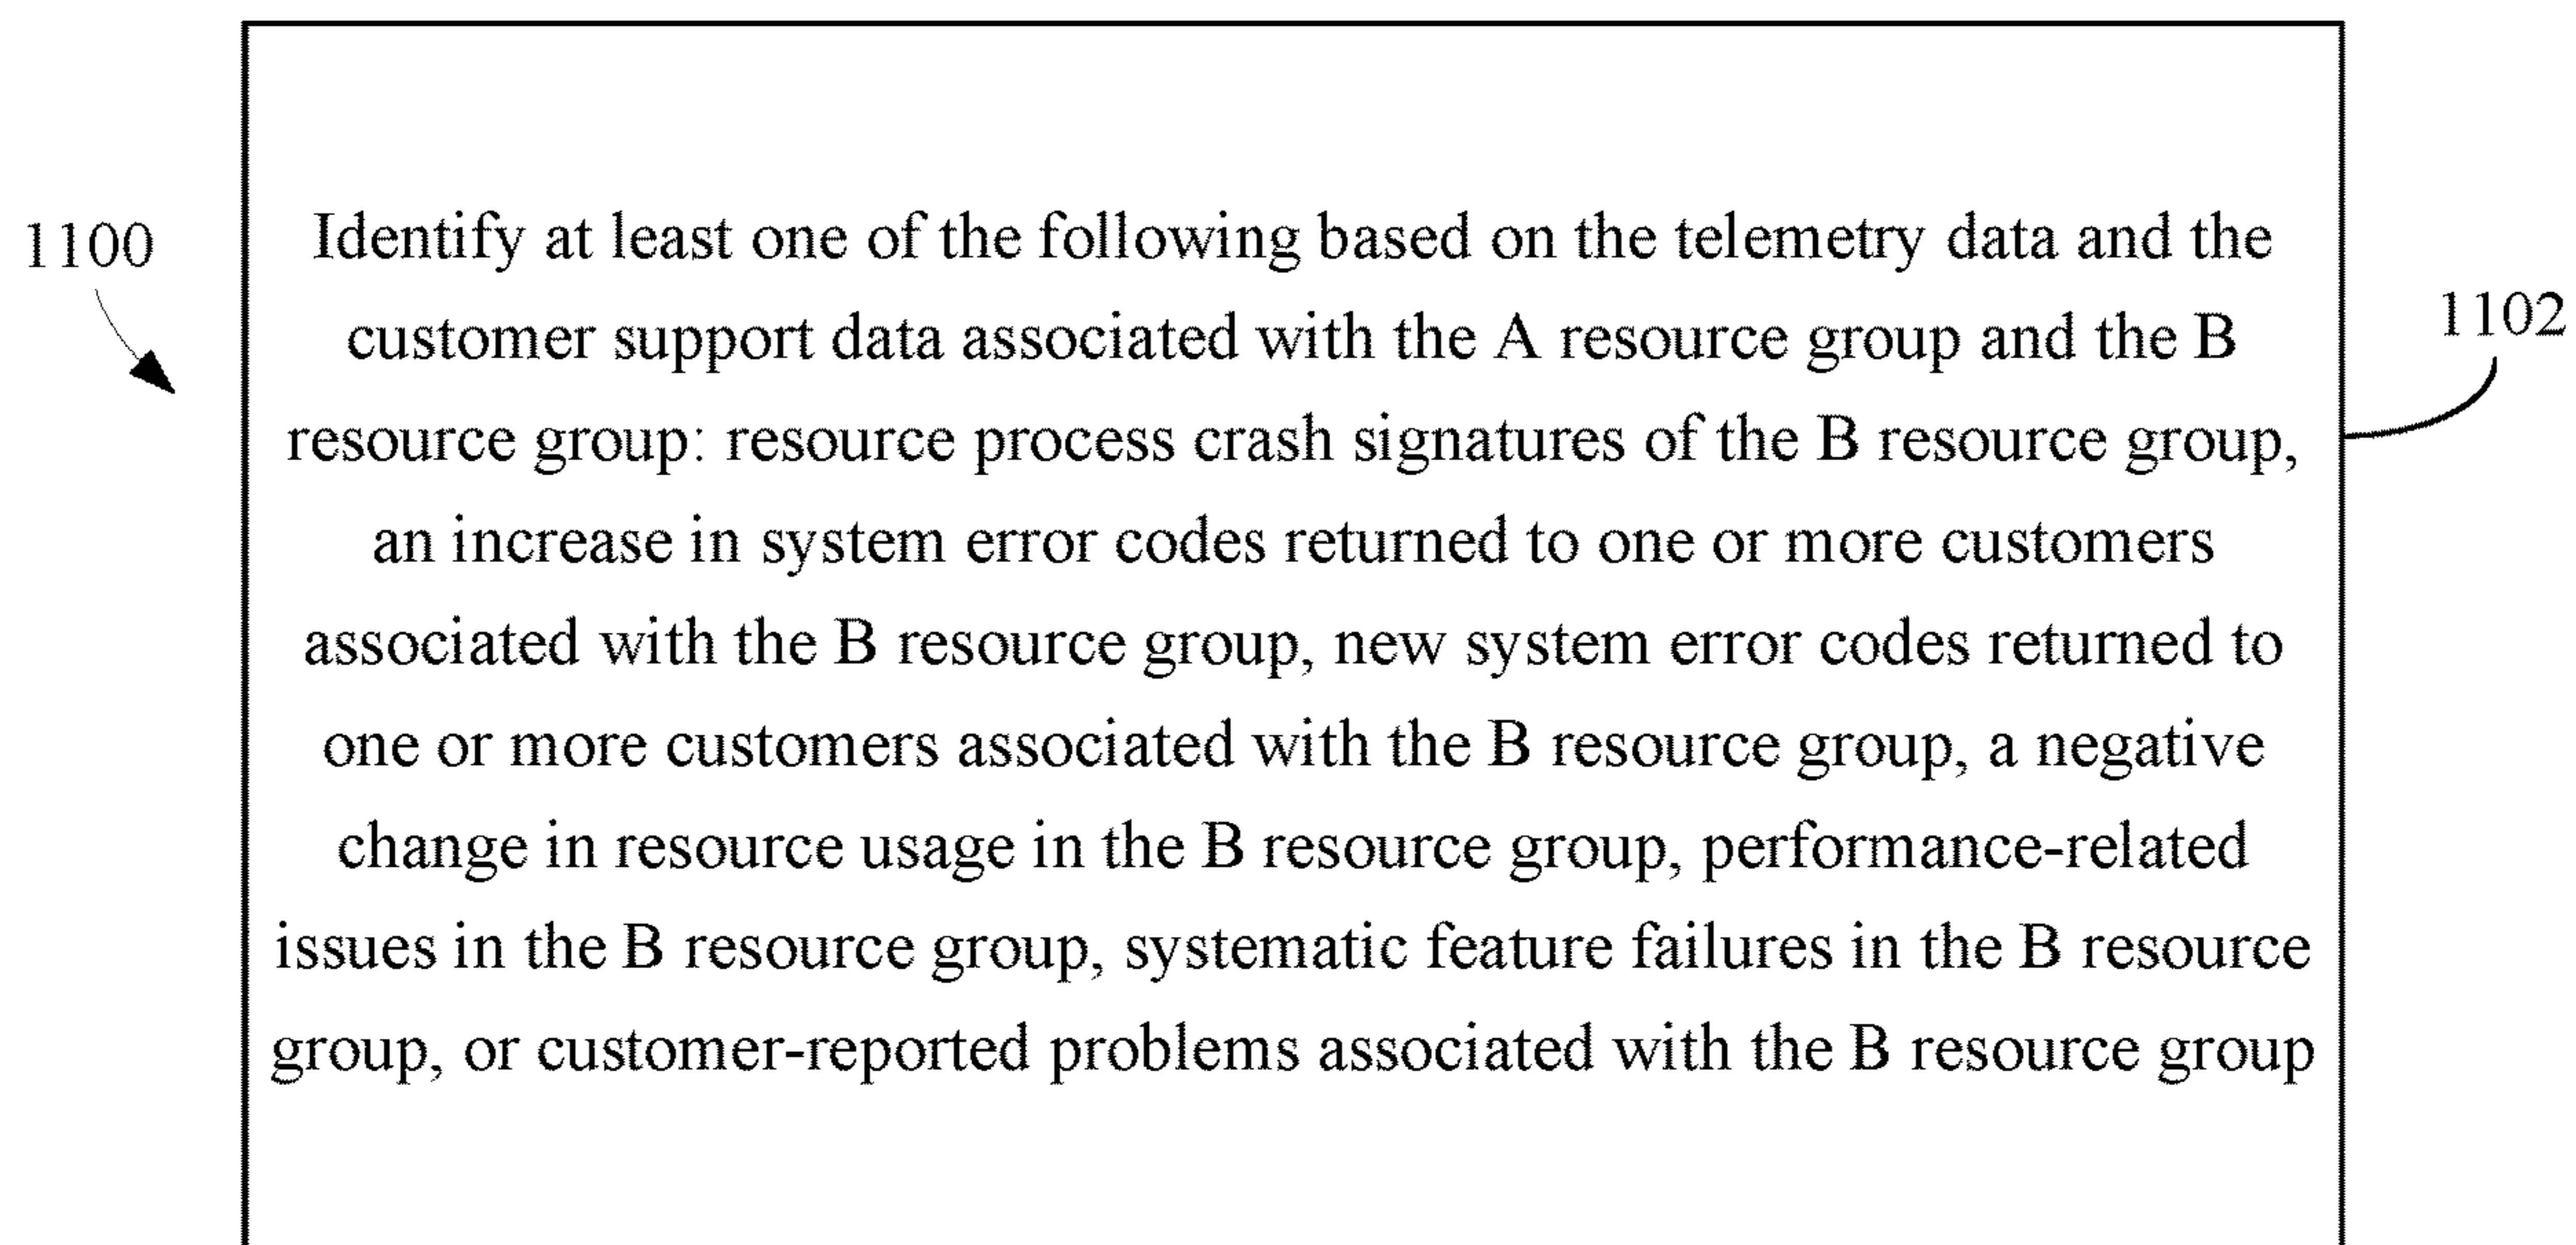 1100
Identify at least one of the following based on the telemetry data and the
customer support data associated with the A resource group and the B
resource group: resource process crash signatures of the B resource group,
an increase in system error codes returned to one or more customers
associated with the B resource group, new system error codes returned to
one or more customers associated with the B resource group, a negative
change in resource usage in the B resource group, performance-related
issues in the B resource group, systematic feature failures in the B resource
group, or customer-reported problems associated with the B resource group
1102